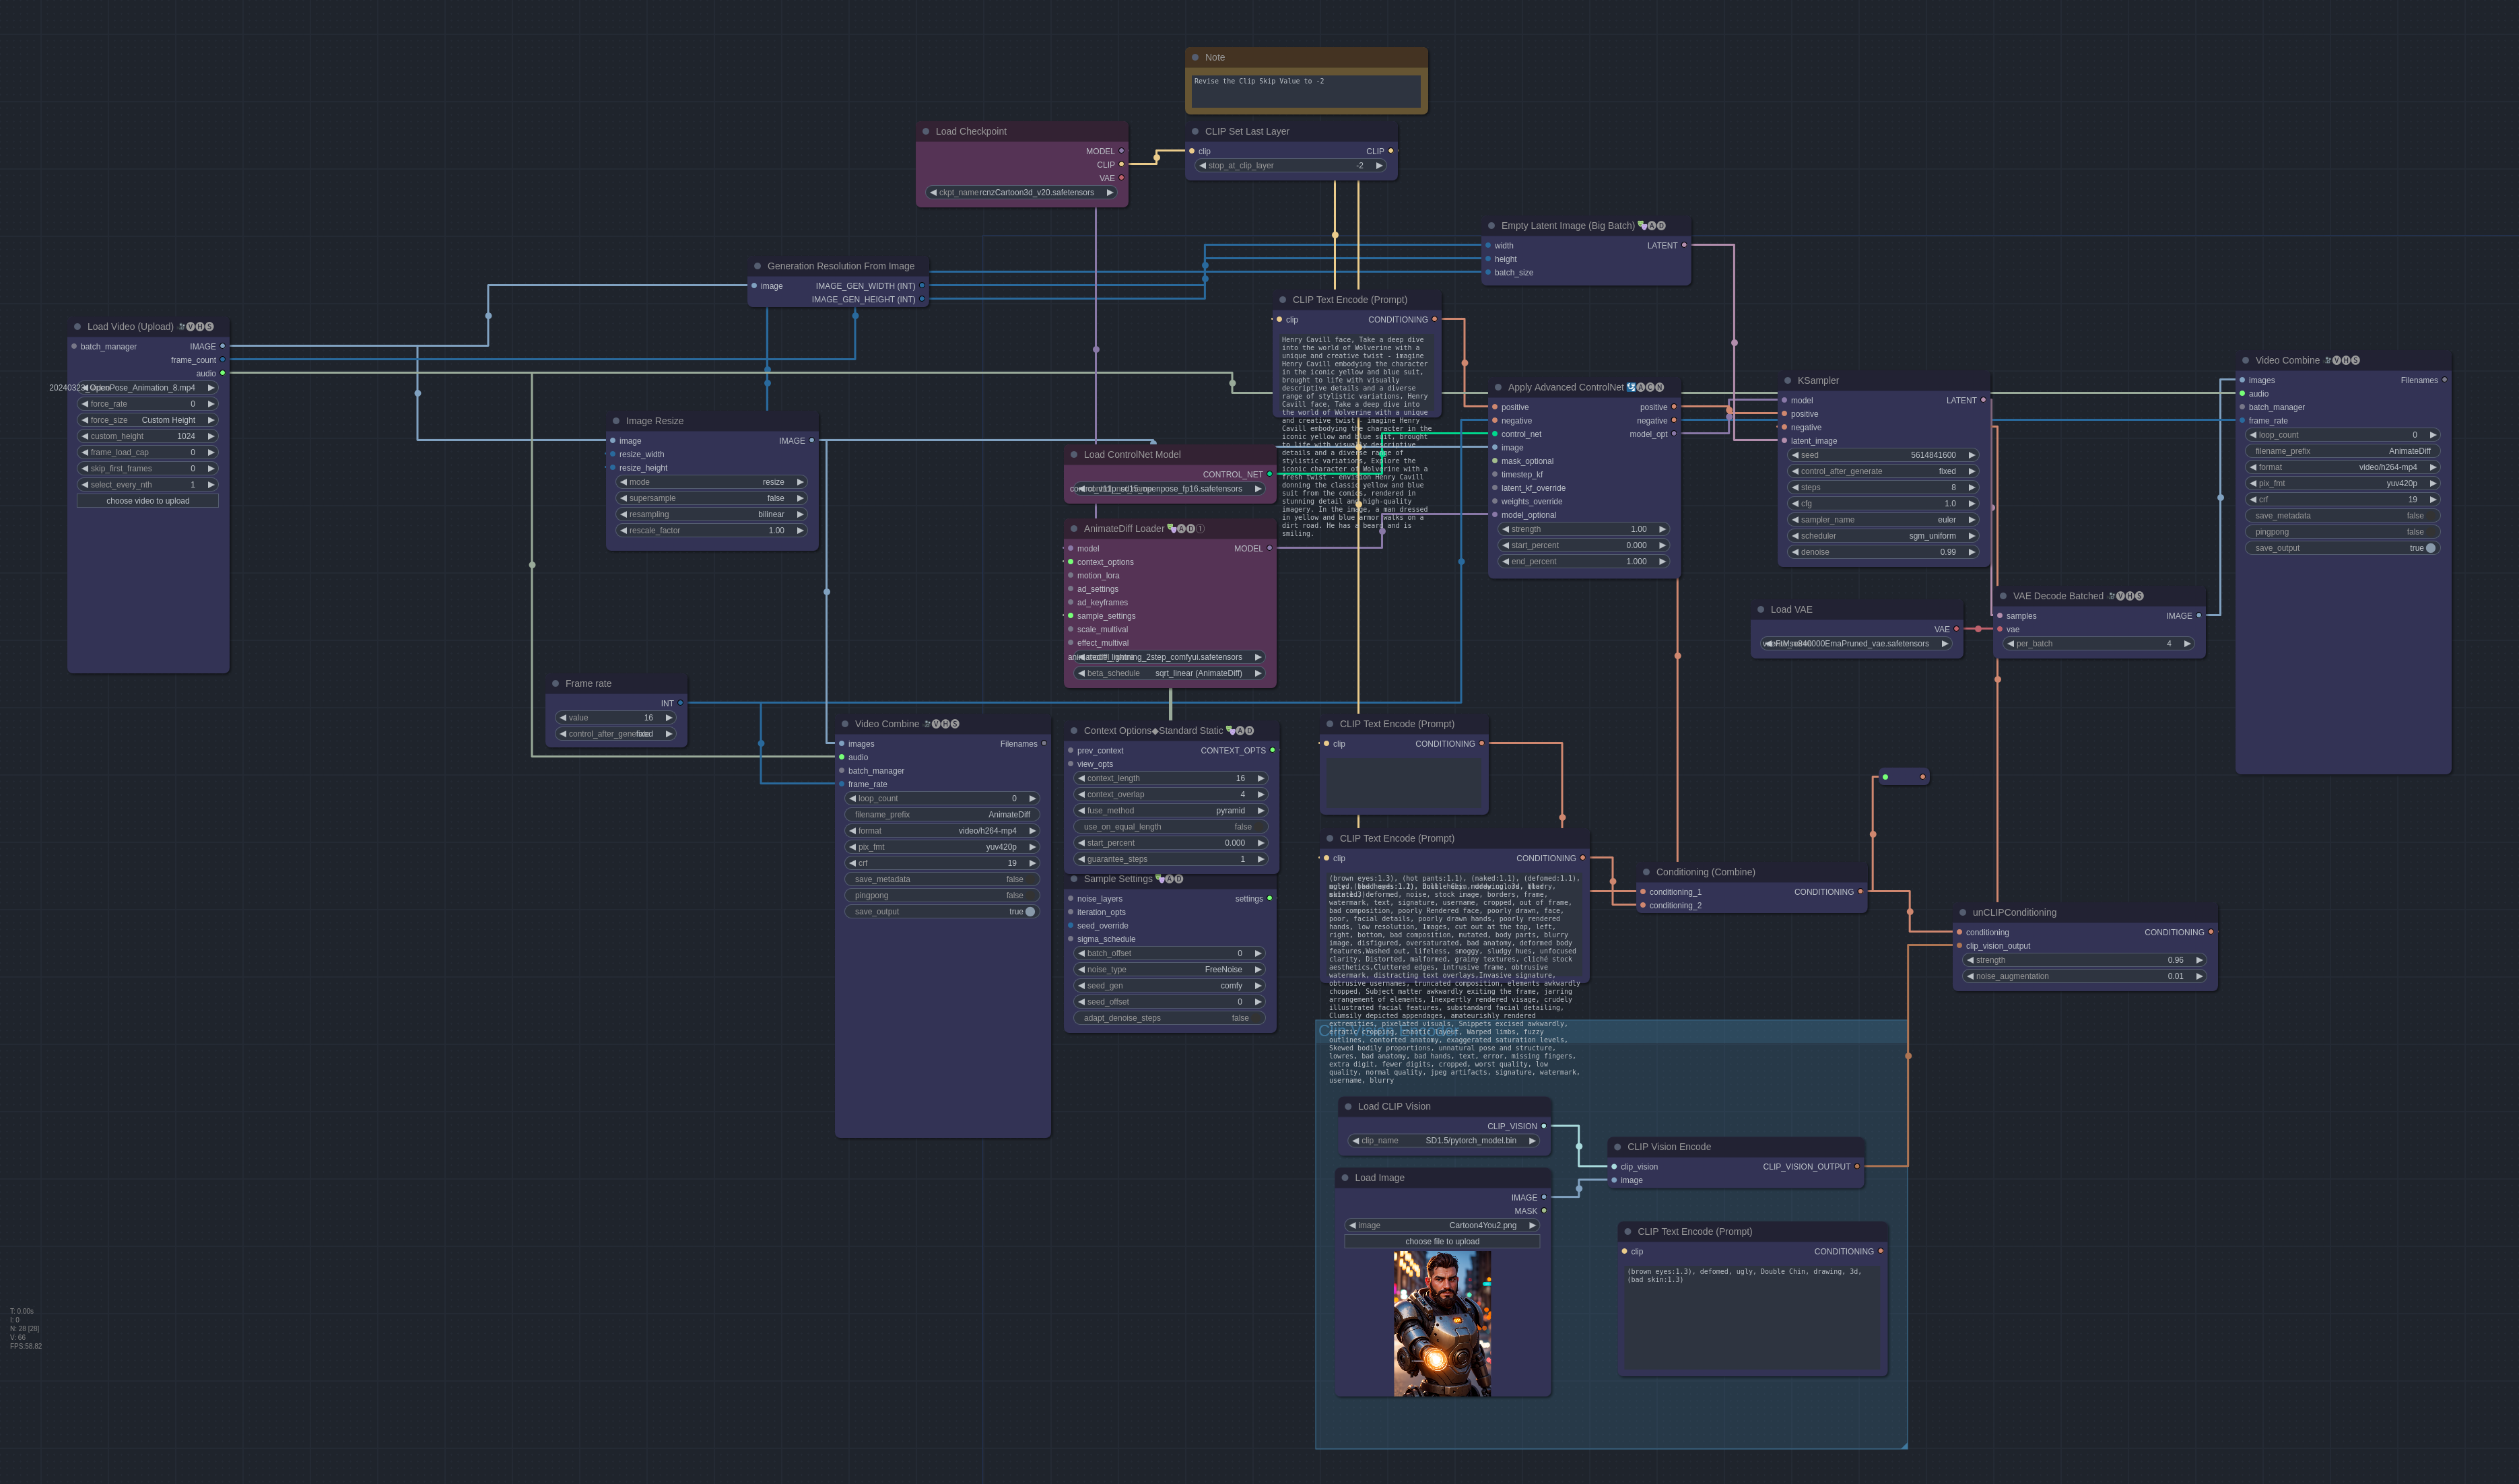 Note
Revise the Clip Skip Value to -2
Load Checkpoint
MODEL
CLIP
VAE
ckpt_name rcnzCartoon3d_v20.safetensors
CLIP Set Last Layer
clip CLIP
stop_at_clip_layer -2
Empty Latent Image (Big Batch)
width LATENT
height
batch_size
Generation Resolution From Image
image IMAGE_GEN_WIDTH (INT)
IMAGE_GEN_HEIGHT (INT)
Load Video (Upload) VHS
batch_manager IMAGE
frame_count
audio
OpenPose_Animation_8.mp4
force_rate 0
force_size Custom Height
custom_height 1024
frame_load_cap 0
skip_first_frames 0
select_every_nth 1
choose video to upload
Image Resize
image IMAGE
resize_width
resize_height
mode resize
supersample false
resampling bilinear
rescale_factor 1.00
CLIP Text Encode (Prompt)
clip CONDITIONING
Henry Cavill face, Take a deep dive
into the world of Wolverine with a
unique and creative twist - imagine
Henry Cavill embodying the character
in the iconic yellow and blue suit,
brought to life with visually
descriptive details and a diverse
range of stylistic variations, Henry
Cavill face, Take a deep dive into
the world of Wolverine with a unique
and creative twist - imagine Henry
Cavill embodying the character in the
iconic yellow and blue suit, brought
to life with visually descriptive
details and a diverse range of
stylistic variations, Explore the
iconic character of Wolverine with a
fresh twist - envision Henry Cavill
donning the classic yellow and blue
suit from the comics, rendered in
stunning detail and high-quality
imagery. In the image, a man dressed
in yellow and blue armor walks on a
dirt road. He has a beard and is
smiling.
Load ControlNet Model
CONTROL_NET
openpose_fp16.safetensors
AnimateDiff Loader AD①
model MODEL
context_options
motion_lora
ad_settings
ad_keyframes
sample_settings
scale_multival
effect_multival
lightning_2step_comfyui.safetensors
beta_schedule sqrt_linear (AnimateDiff)
Apply Advanced ControlNet ACN
positive positive
negative negative
control_net model_opt
image
mask_optional
timestep_kf
latent_kf_override
weights_override
model_optional
strength 1.00
start_percent 0.000
end_percent 1.000
KSampler
model LATENT
positive
negative
latent_image
seed 5614841600
control_after_generate fixed
steps 8
cfg 1.0
sampler_name euler
scheduler sgm_uniform
denoise 0.99
Load VAE
VAE
840000EmaPruned_vae.safetensors
VAE Decode Batched VHS
samples IMAGE
vae
per_batch 4
Video Combine VHS
images Filenames
audio
batch_manager
frame_rate
loop_count 0
filename_prefix AnimateDiff
format video/h264-mp4
pix_fmt yuv420p
crf 19
save_metadata false
pingpong false
save_output true
Frame rate
INT
value 16
control_after_generate fixed
Video Combine VHS
images Filenames
audio
batch_manager
frame_rate
loop_count 0
filename_prefix AnimateDiff
format video/h264-mp4
pix_fmt yuv420p
crf 19
save_metadata false
pingpong false
save_output true
Context Options◆Standard Static AD
prev_context CONTEXT_OPTS
view_opts
context_length 16
context_overlap 4
fuse_method pyramid
use_on_equal_length false
start_percent 0.000
guarantee_steps 1
Sample Settings AD
noise_layers settings
iteration_opts
seed_override
sigma_schedule
batch_offset 0
noise_type FreeNoise
seed_gen comfy
seed_offset 0
adapt_denoise_steps false
CLIP Text Encode (Prompt)
clip CONDITIONING
CLIP Text Encode (Prompt)
clip CONDITIONING
(brown eyes:1.3), (hot pants:1.1), (naked:1.1), (defomed:1.1),
deformed, noise, stock image, borders, frame,
watermark, text, signature, username, cropped, out of frame,
bad composition, poorly Rendered face, poorly drawn, face,
poor, facial details, poorly drawn hands, poorly rendered
hands, low resolution, Images, cut out at the top, left,
right, bottom, bad composition, mutated, body parts, blurry
image, disfigured, oversaturated, bad anatomy, deformed body
features,Washed out, lifeless, smoggy, sludgy hues, unfocused
clarity, Distorted, malformed, grainy textures, cliché stock
aesthetics,Cluttered edges, intrusive frame, obtrusive
watermark, distracting text overlays,Invasive signature,
obtrusive usernames, truncated composition, elements awkwardly
chopped, Subject matter awkwardly exiting the frame, jarring
arrangement of elements, Inexpertly rendered visage, crudely
illustrated facial features, substandard facial detailing,
Clumsily depicted appendages, amateurishly rendered
extremities, pixelated visuals, Snippets excised awkwardly,
erratic cropping, chaotic layout, Warped limbs, fuzzy
outlines, contorted anatomy, exaggerated saturation levels,
Skewed bodily proportions, unnatural pose and structure,
lowres, bad anatomy, bad hands, text, error, missing fingers,
extra digit, fewer digits, cropped, worst quality, low
quality, normal quality, jpeg artifacts, signature, watermark,
username, blurry
Conditioning (Combine)
conditioning_1 CONDITIONING
conditioning_2
unCLIPConditioning
conditioning CONDITIONING
clip_vision_output
strength 0.96
noise_augmentation 0.01
Load CLIP Vision
CLIP_VISION
clip_name SD1.5/pytorch_model.bin
CLIP Vision Encode
clip_vision CLIP_VISION_OUTPUT
image
Load Image
IMAGE
MASK
image Cartoon4You2.png
choose file to upload
CLIP Text Encode (Prompt)
clip CONDITIONING
(brown eyes:1.3), defomed, ugly, Double Chin, drawing, 3d,
(bad skin:1.3)
T: 0.00s
I: 0
N: 28 [28]
V: 66
FPS:58.82